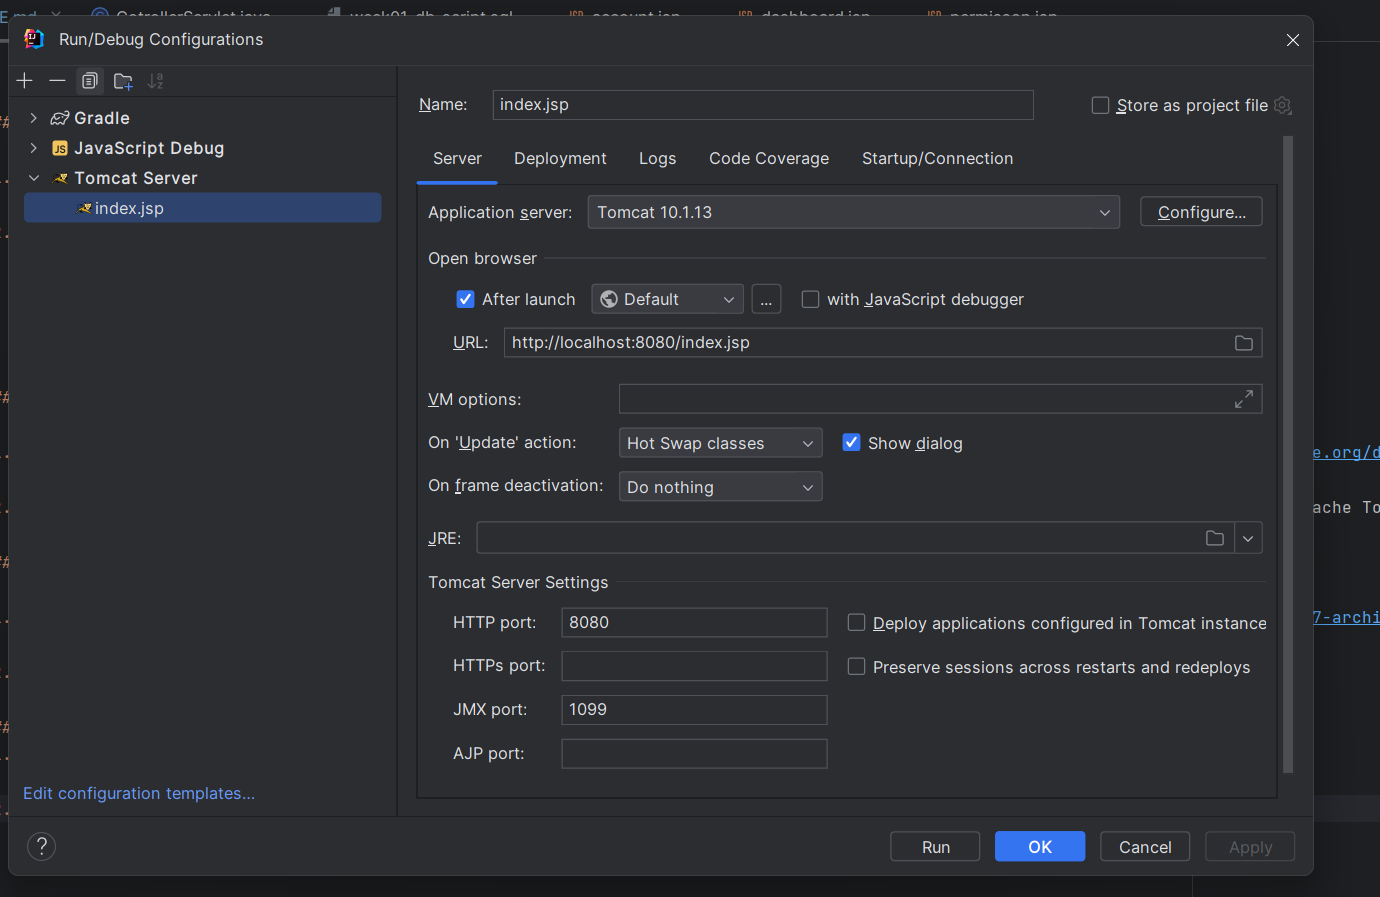 Run/Debug Configurations
Name: index.jsp Store as project file
Gradle
JavaScript Debug
Tomcat Server
index.jsp
Server Deployment Logs Code Coverage Startup/Connection
Application server: Tomcat 10.1.13 Configure...
Open browser
After launch Default ... with JavaScript debugger
URL: http://localhost:8080/index.jsp
VM options:
On 'Update' action: Hot Swap classes Show dialog
On frame deactivation: Do nothing
JRE:
Tomcat Server Settings
HTTP port: 8080 Deploy applications configured in Tomcat instance
HTTPs port: Preserve sessions across restarts and redeploys
JMX port: 1099
AJP port:
Edit configuration templates...
? Run OK Cancel Apply
e.org/d
ache To
7-archi